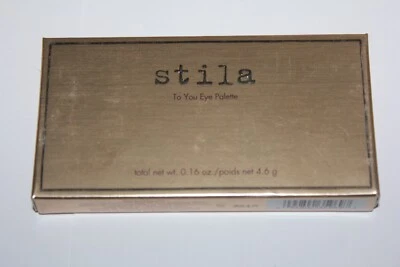 stila
To You Eye Palette
total net wt. 0.16 oz /poids net 4.6 g